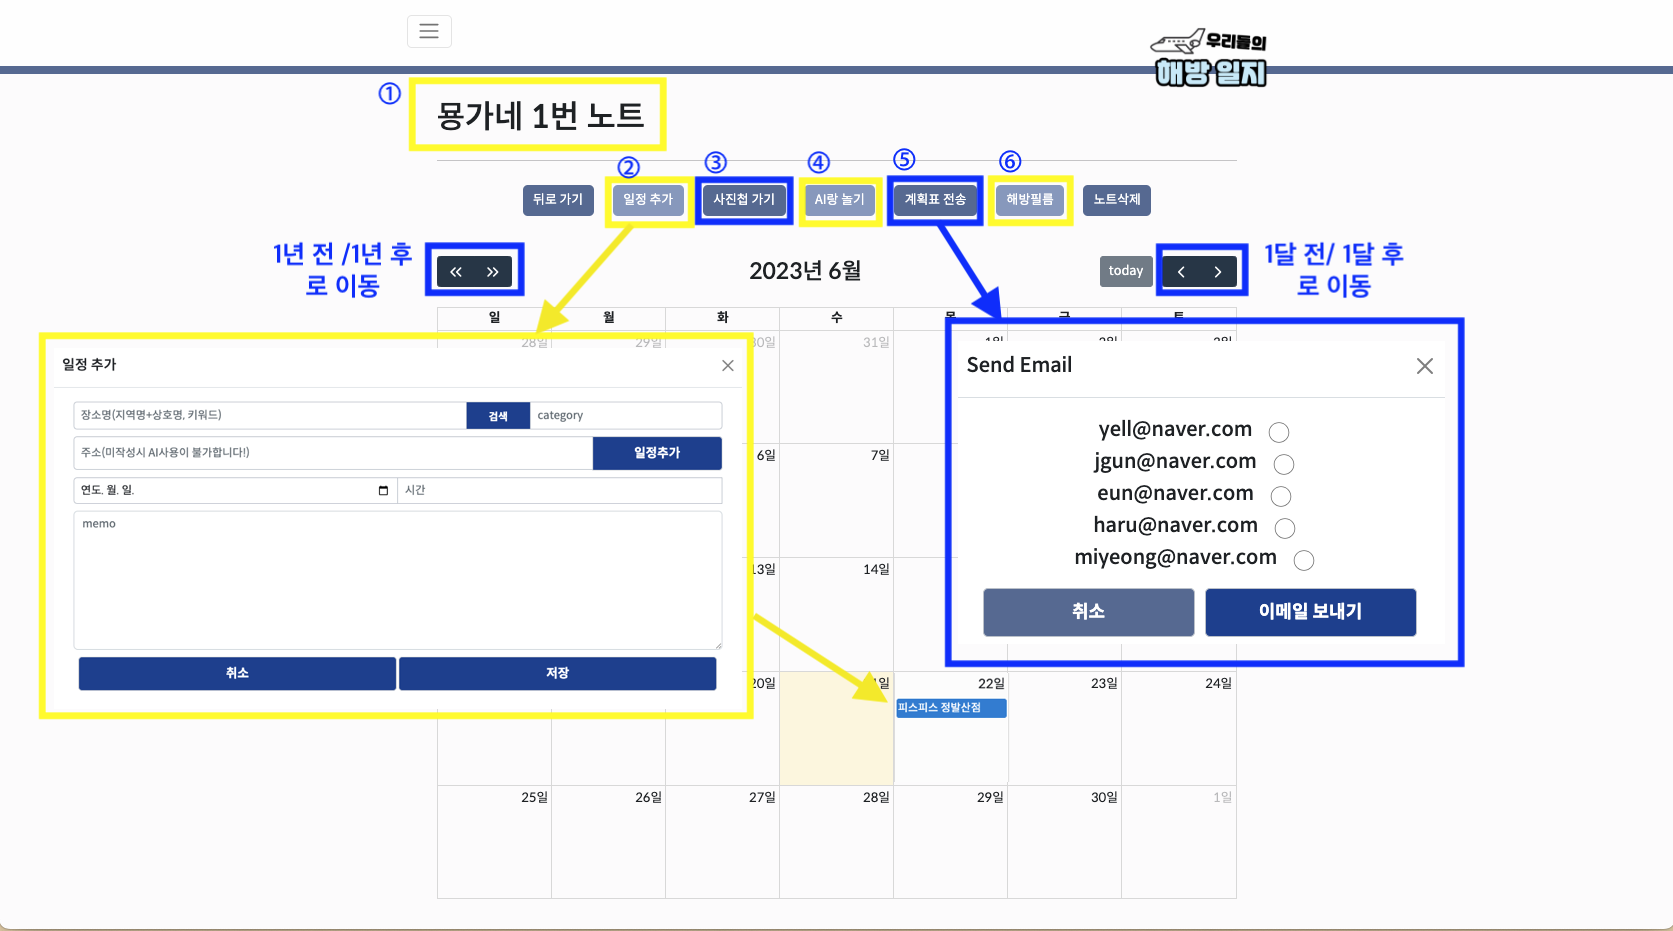 우리들의
해방 일지
①
묭가네 1번 노트
② ③ ④ ⑤ ⑥
뒤로 가기 일정 추가 사진첩 가기 AI랑 놀기 계획표 전송 해방필름 노트삭제
1년 전 /1년 후
로 이동
« »
2023년 6월
today
< >
1달 전/ 1달 후
로 이동
일 월 화 수 목 금 토
28일 29일 30일 31일 1일 2일 3일
일정 추가
장소명(지역명+상호명, 키워드) 검색 category
주소(미작성시 AI사용이 불가합니다!) 일정추가
연도. 월. 일. 시간
memo
취소 저장
Send Email
yell@naver.com
jgun@naver.com
eun@naver.com
haru@naver.com
miyeong@naver.com
취소 이메일 보내기
6일 7일
13일 14일
20일 21일 22일 23일 24일
피스피스 정발산점
25일 26일 27일 28일 29일 30일 1일